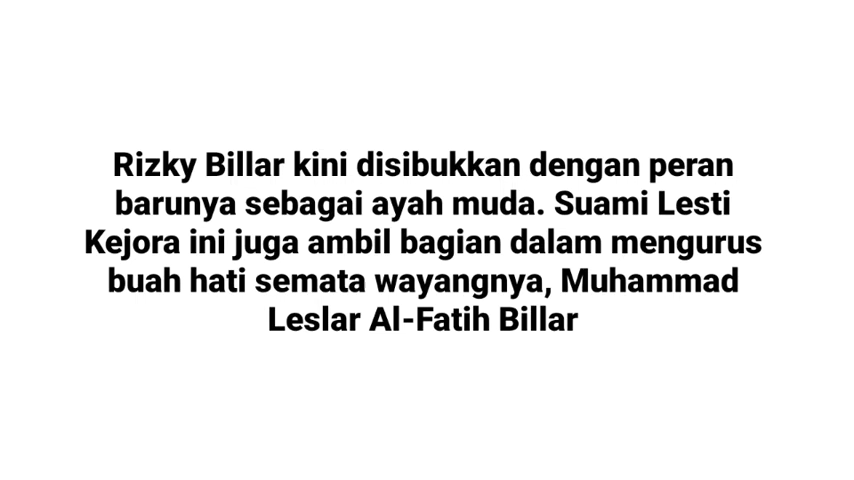 Rizky Billar kini disibukkan dengan peran
barunya sebagai ayah muda. Suami Lesti
Kejora ini juga ambil bagian dalam mengurus
buah hati semata wayangnya, Muhammad
Leslar Al-Fatih Billar